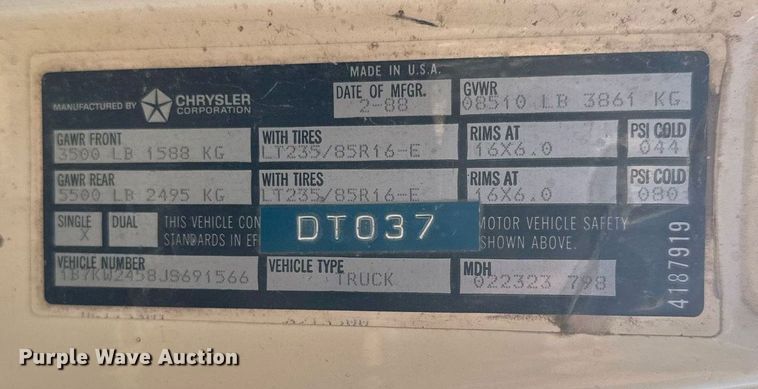 MADE IN U.S.A.
MANUFACTURED BY CHRYSLER CORPORATION
DATE OF MFGR.
2-88
GVWR
08510 LB 3861 KG
GAWR FRONT
3500 LB 1588 KG
WITH TIRES
LT235/85R16-E
RIMS AT
16X6.0
PSI COLD
044
GAWR REAR
5500 LB 2495 KG
WITH TIRES
LT235/85R16-E
RIMS AT
16X6.0
PSI COLD
080
SINGLE
X
DUAL
THIS VEHICLE CON
MOTOR VEHICLE SAFETY
STANDARDS IN EF
SHOWN ABOVE.
DT037
VEHICLE NUMBER
1B7KW2458JS691566
VEHICLE TYPE
TRUCK
MDH
022323 798
4187919
Purple Wave Auction